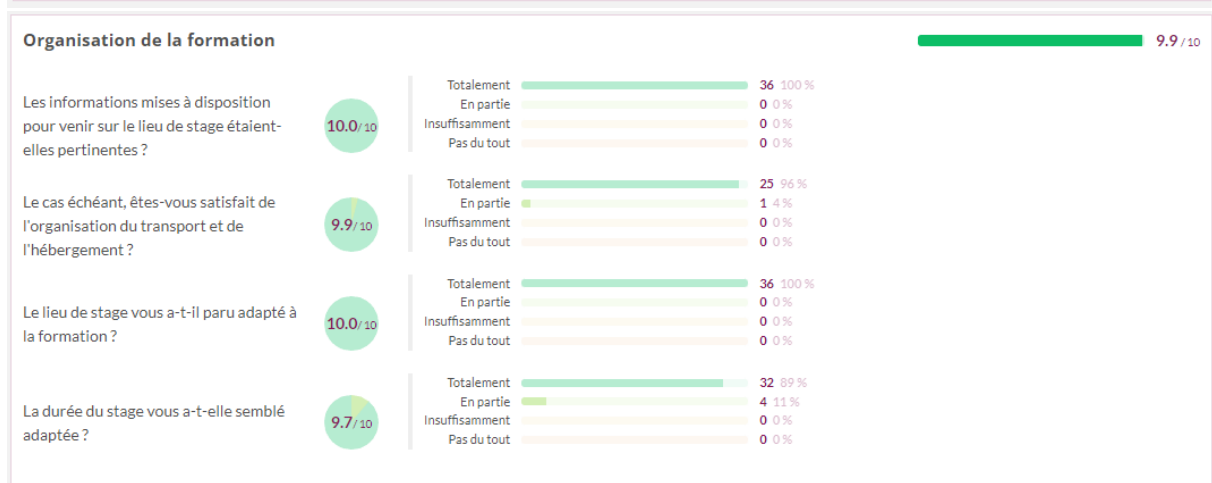 Organisation de la formation
9.9 / 10
Les informations mises à disposition
pour venir sur le lieu de stage étaient-
elles pertinentes ?
10.0/ 10
Totalement 36 100 %
En partie 0 0 %
Insuffisamment 0 0 %
Pas du tout 0 0 %
Le cas échéant, êtes-vous satisfait de
l'organisation du transport et de
l'hébergement ?
9.9/ 10
Totalement 25 96 %
En partie 1 4 %
Insuffisamment 0 0 %
Pas du tout 0 0 %
Le lieu de stage vous a-t-il paru adapté à
la formation ?
10.0/ 10
Totalement 36 100 %
En partie 0 0 %
Insuffisamment 0 0 %
Pas du tout 0 0 %
La durée du stage vous a-t-elle semblé
adaptée ?
9.7/ 10
Totalement 32 89 %
En partie 4 11 %
Insuffisamment 0 0 %
Pas du tout 0 0 %